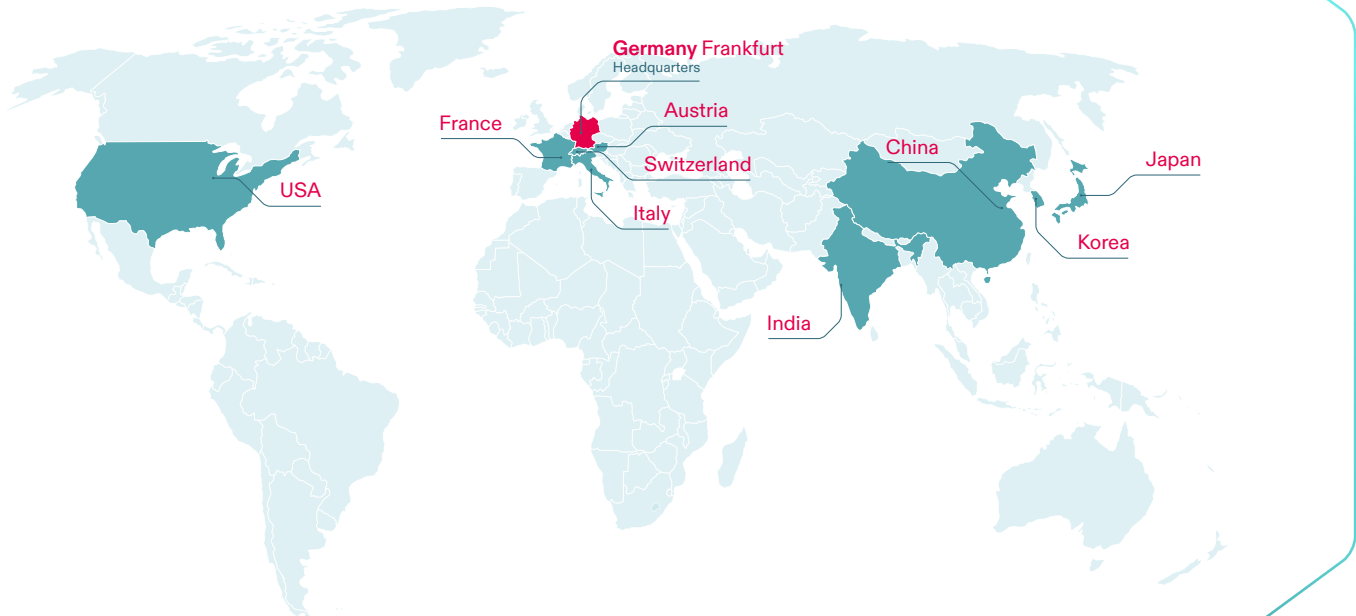 Germany Frankfurt
Headquarters
France
Austria
Switzerland
Italy
USA
China
Japan
Korea
India